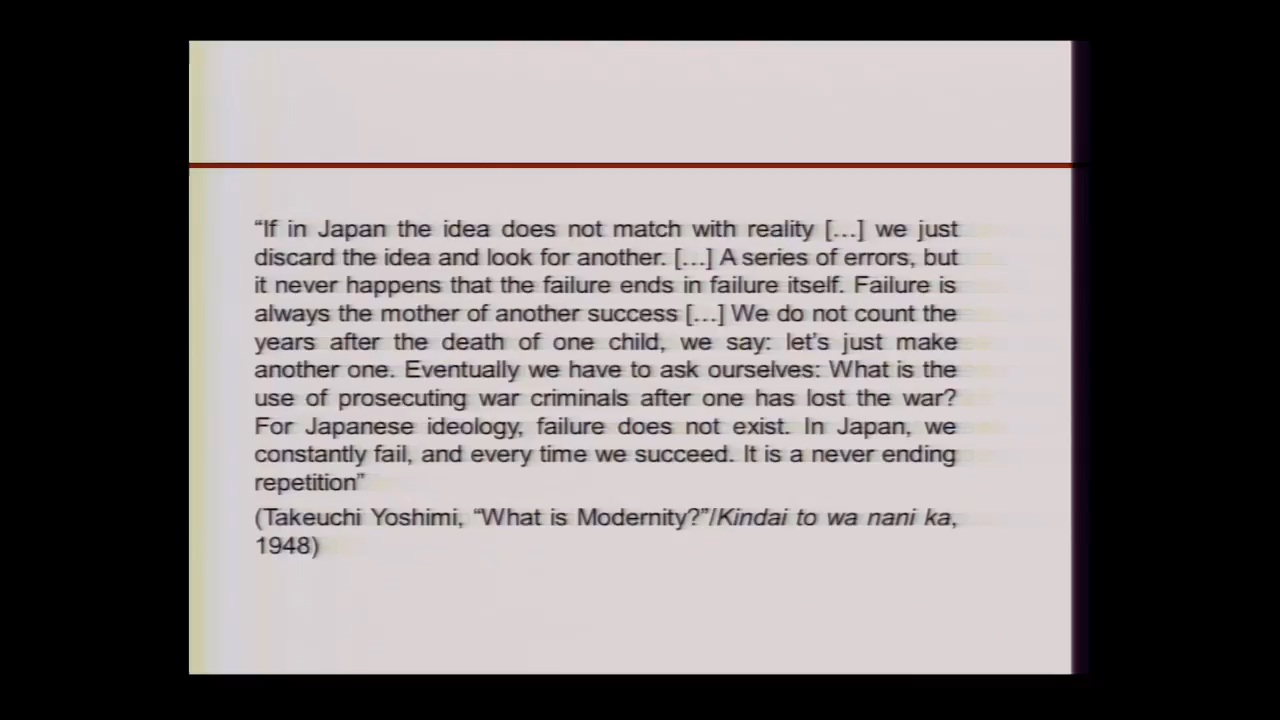 “If in Japan the idea does not match with reality […] we just
discard the idea and look for another. […] A series of errors, but
it never happens that the failure ends in failure itself. Failure is
always the mother of another success […] We do not count the
years after the death of one child, we say: let’s just make
another one. Eventually we have to ask ourselves: What is the
use of prosecuting war criminals after one has lost the war?
For Japanese ideology, failure does not exist. In Japan, we
constantly fail, and every time we succeed. It is a never ending
repetition”
(Takeuchi Yoshimi, “What is Modernity?”/Kindai to wa nani ka,
1948)